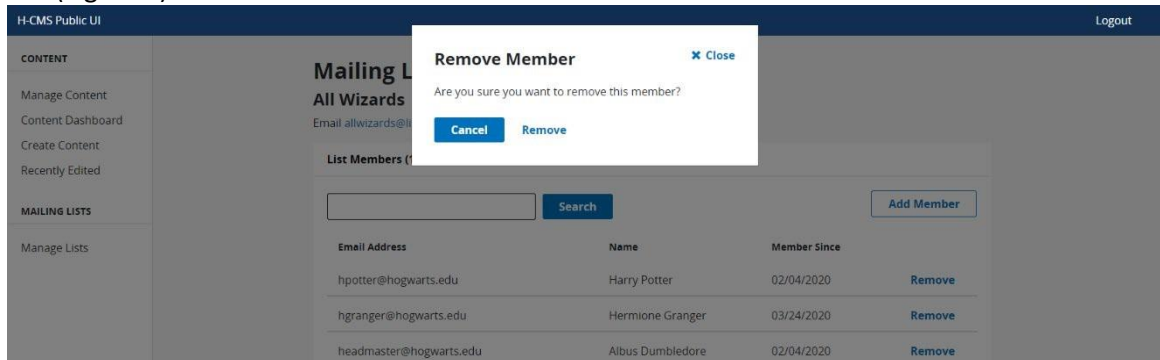 H-CMS Public UI
Logout
CONTENT
Manage Content
Content Dashboard
Create Content
Recently Edited
MAILING LISTS
Manage Lists
Remove Member
✖ Close
Are you sure you want to remove this member?
Cancel Remove
Mailing L
All Wizards
Email allwizards@li
List Members (
Search
Add Member
Email Address Name Member Since
hpotter@hogwarts.edu Harry Potter 02/04/2020 Remove
hgranger@hogwarts.edu Hermione Granger 03/24/2020 Remove
headmaster@hogwarts.edu Albus Dumbledore 02/04/2020 Remove